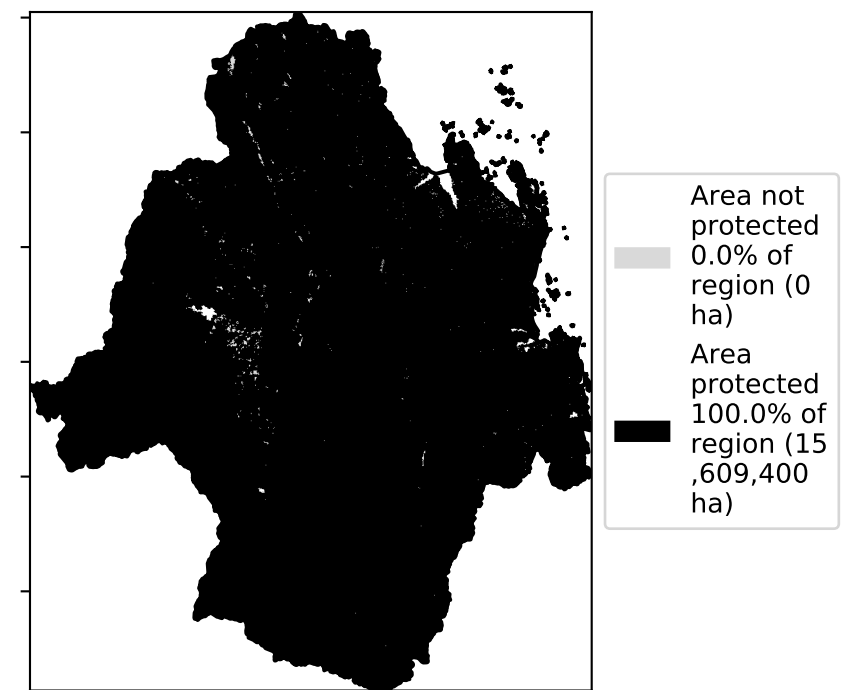 Area not
protected
0.0% of
region (0
ha)
Area
protected
100.0% of
region (15
,609,400
ha)